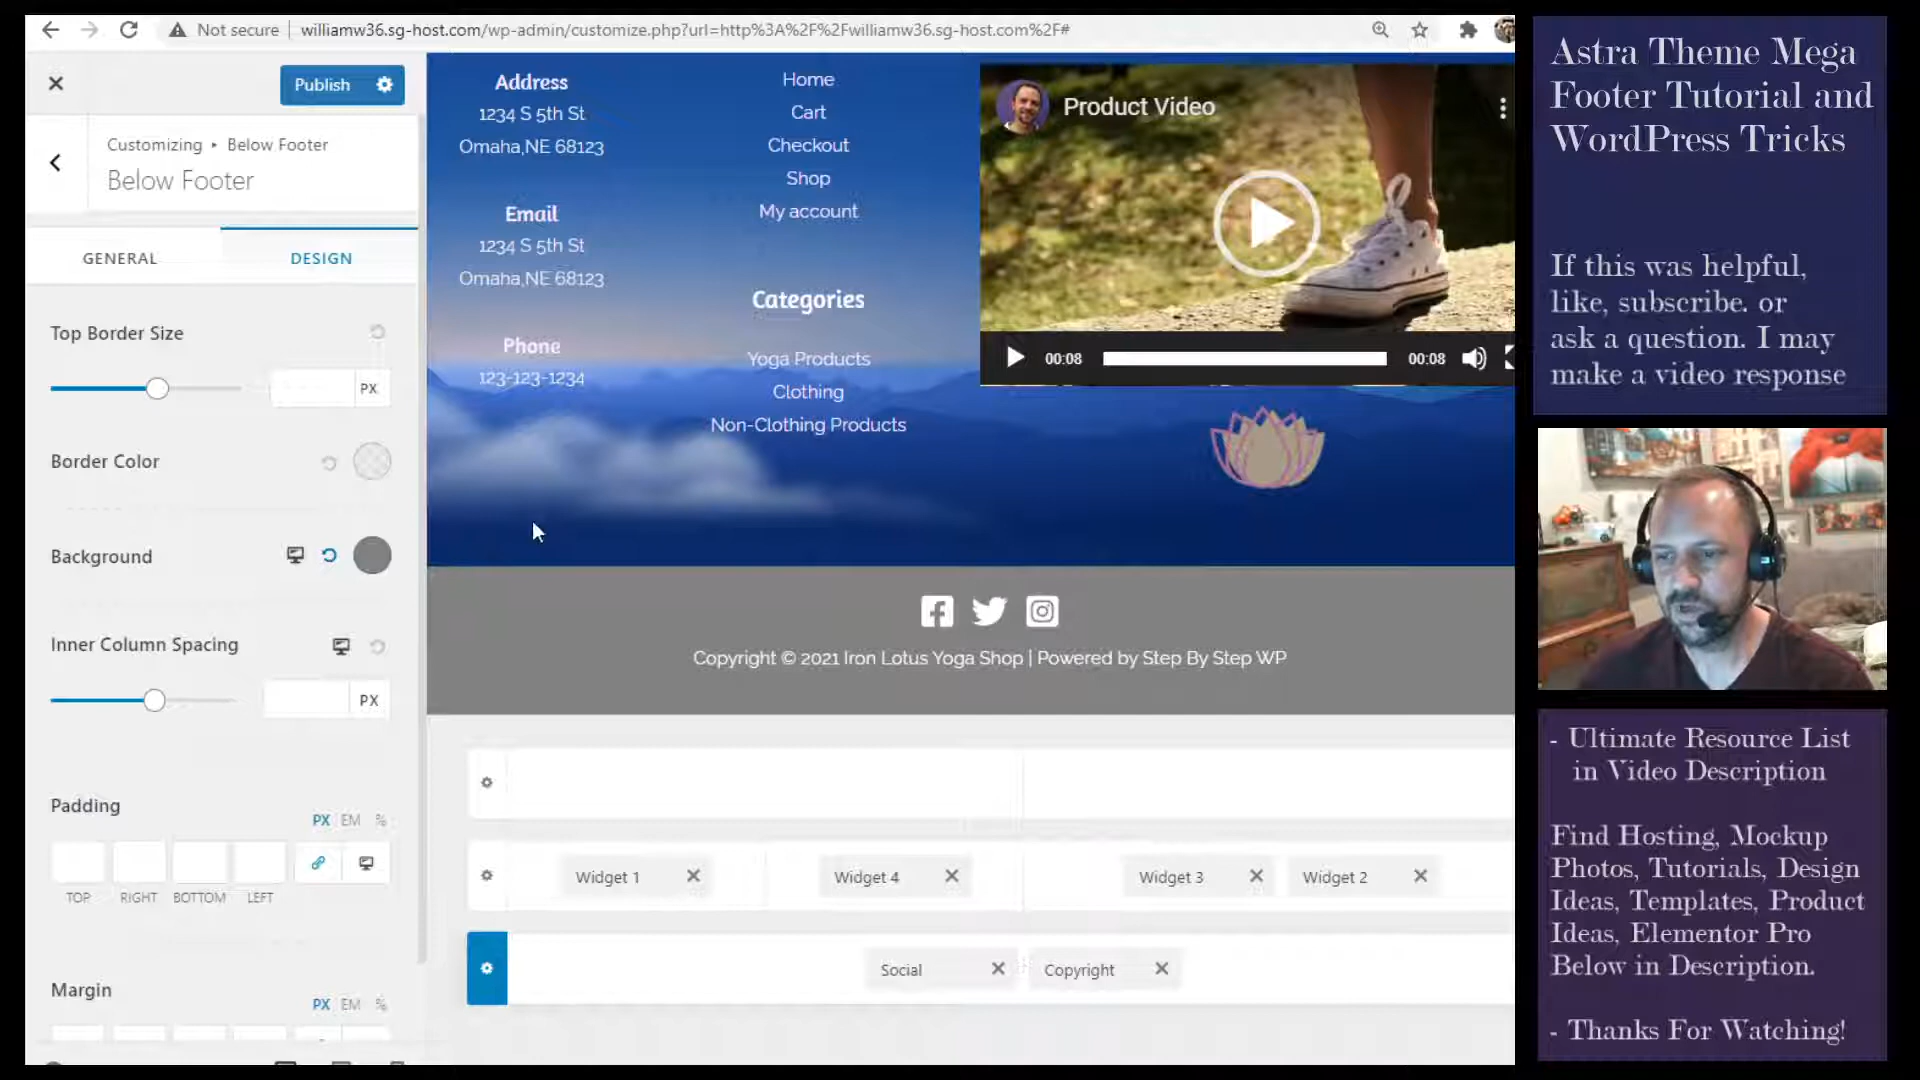 Not secure
williamw36.sg-host.com/wp-admin/customize.php?url=http%3A%2F%2Fwilliamw36.sg-host.com%2F#
Publish
Customizing ▸ Below Footer
Below Footer
GENERAL
DESIGN
Top Border Size
PX
Border Color
Background
Inner Column Spacing
PX
Padding
PX EM %
TOP RIGHT BOTTOM LEFT
Margin
PX EM %
Address
1234 S 5th St
Omaha,NE 68123
Email
1234 S 5th St
Omaha,NE 68123
Phone
123-123-1234
Home
Cart
Checkout
Shop
My account
Categories
Yoga Products
Clothing
Non-Clothing Products
Product Video
00:08
00:08
Copyright © 2021 Iron Lotus Yoga Shop | Powered by Step By Step WP
Widget 1
Widget 4
Widget 3
Widget 2
Social
Copyright
Astra Theme Mega
Footer Tutorial and
WordPress Tricks
If this was helpful,
like, subscribe. or
ask a question. I may
make a video response
- Ultimate Resource List
in Video Description
Find Hosting, Mockup
Photos, Tutorials, Design
Ideas, Templates, Product
Ideas, Elementor Pro
Below in Description.
- Thanks For Watching!